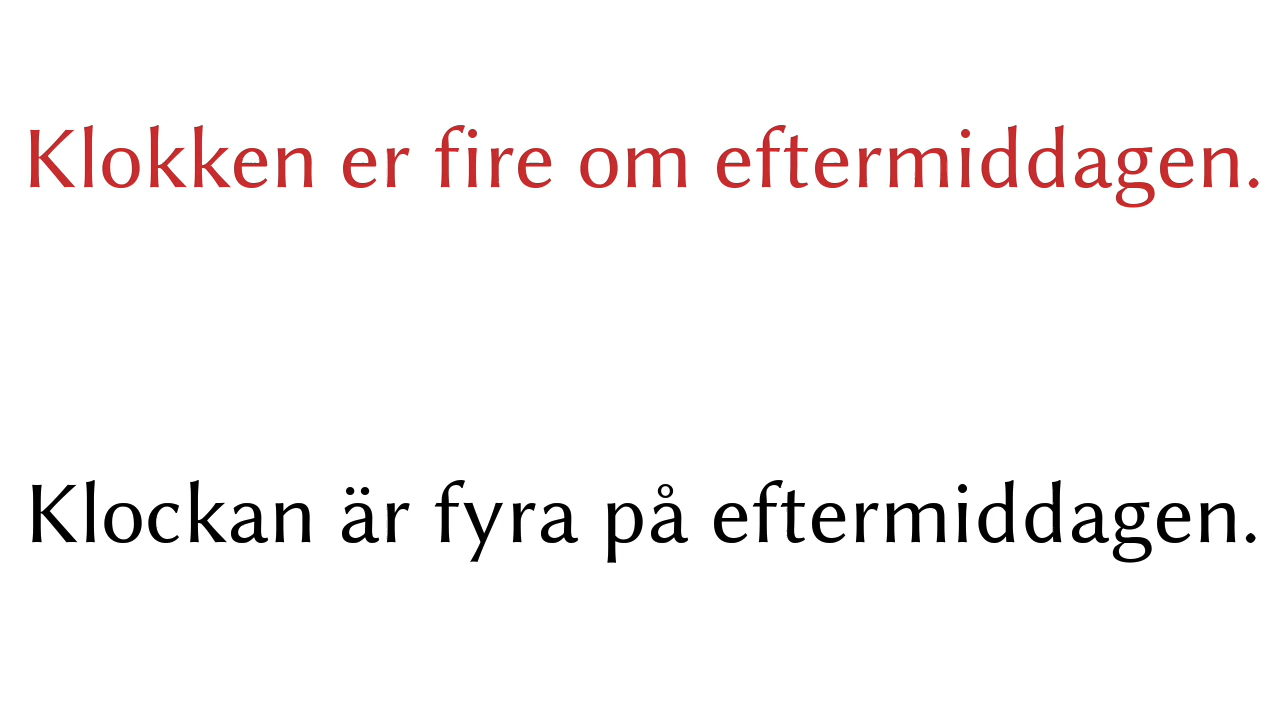 Klokken er fire om eftermiddagen.
Klockan är fyra på eftermiddagen.